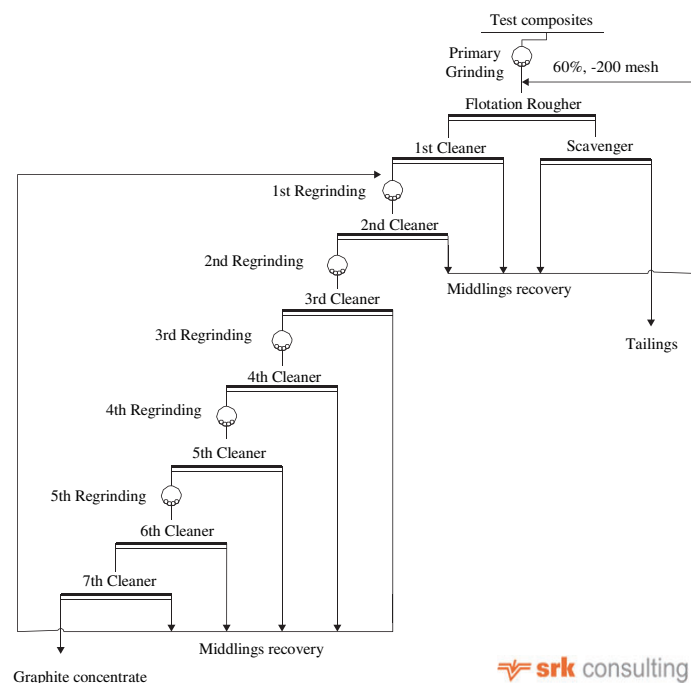 Test composites
Primary
Grinding
60%, -200 mesh
Flotation Rougher
1st Cleaner
Scavenger
1st Regrinding
2nd Cleaner
2nd Regrinding
3rd Cleaner
Middlings recovery
3rd Regrinding
Tailings
4th Cleaner
4th Regrinding
5th Cleaner
5th Regrinding
6th Cleaner
7th Cleaner
Middlings recovery
Graphite concentrate
srk consulting